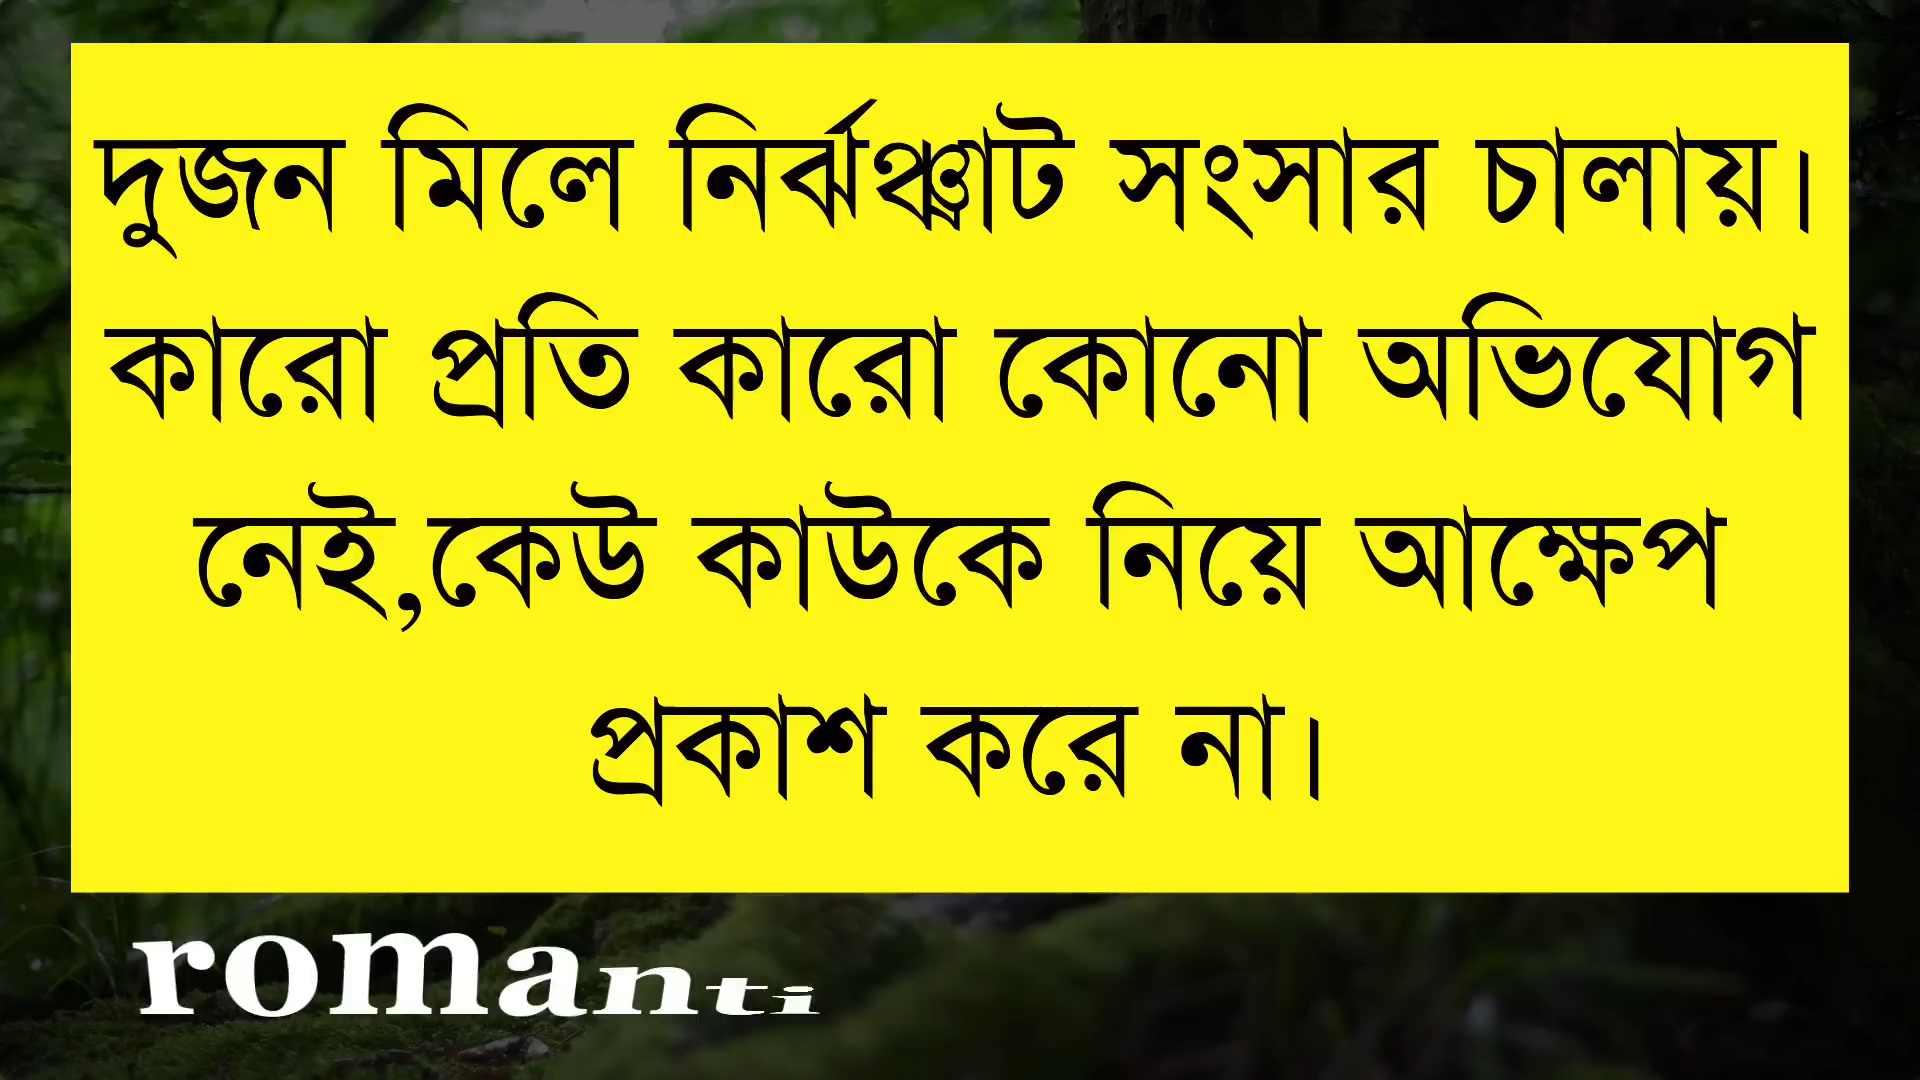 দুজন মিলে নির্ঝঞ্ঝাট সংসার চালায়।
কারো প্রতি কারো কোনো অভিযোগ
নেই,কেউ কাউকে নিয়ে আক্ষেপ
প্রকাশ করে না।
romanti